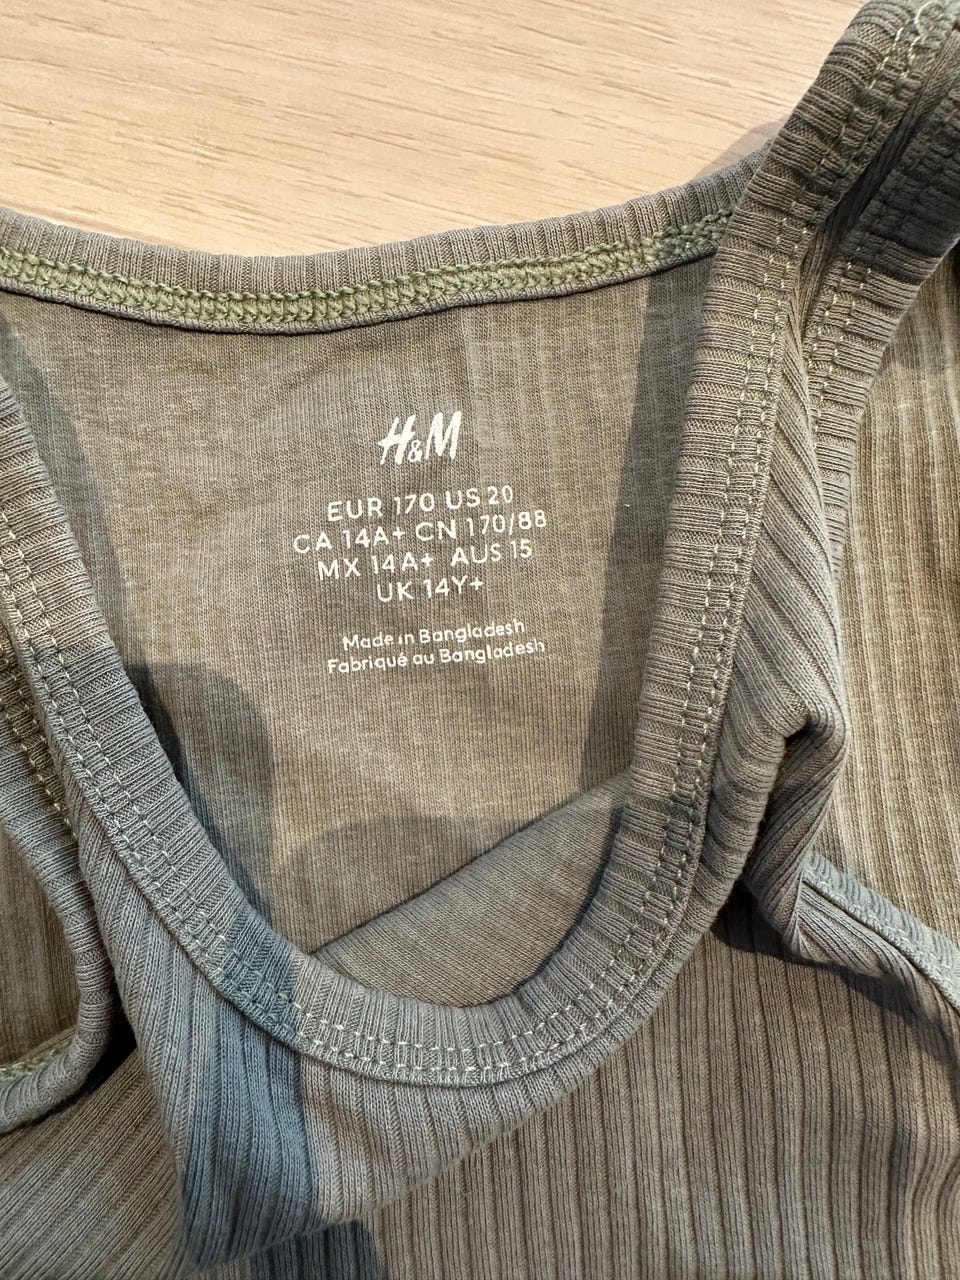 H&M
EUR 170 US 20
CA 14A+ CN 170/88
MX 14A+ AUS 15
UK 14Y+
Made in Bangladesh
Fabriqué au Bangladesh